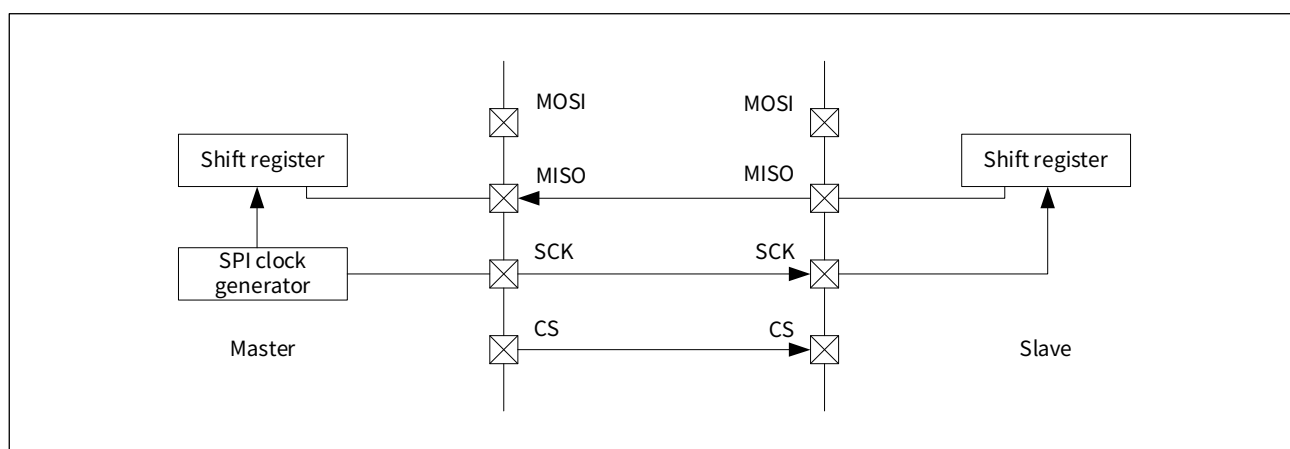 MOSI
MOSI
Shift register
MISO
MISO
Shift register
SPI clock
generator
SCK
SCK
Master
CS
CS
Slave